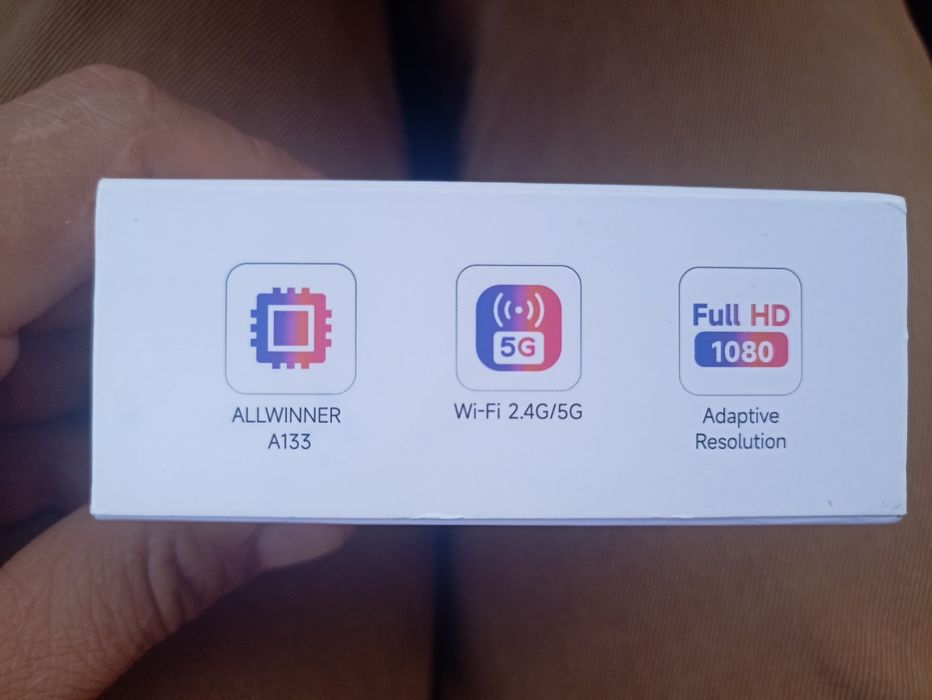 5G
Full HD
1080
ALLWINNER
A133
Wi-Fi 2.4G/5G
Adaptive
Resolution